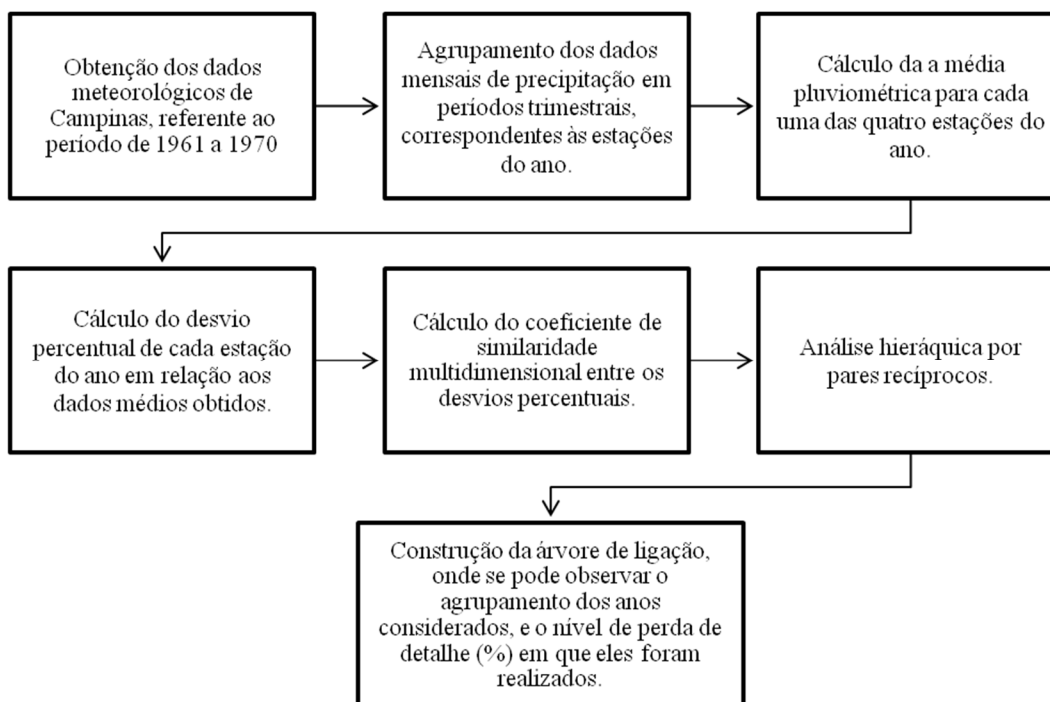 Obtenção dos dados
meteorológicos de
Campinas, referente ao
período de 1961 a 1970
Agrupamento dos dados
mensais de precipitação em
períodos trimestrais,
correspondentes às estações
do ano.
Cálculo da a média
pluviométrica para cada
uma das quatro estações do
ano.
Cálculo do desvio
percentual de cada estação
do ano em relação aos
dados médios obtidos.
Cálculo do coeficiente de
similaridade
multidimensional entre os
desvios percentuais.
Análise hieráquica por
pares recíprocos.
Construção da árvore de ligação,
onde se pode observar o
agrupamento dos anos
considerados, e o nível de perda de
detalhe (%) em que eles foram
realizados.